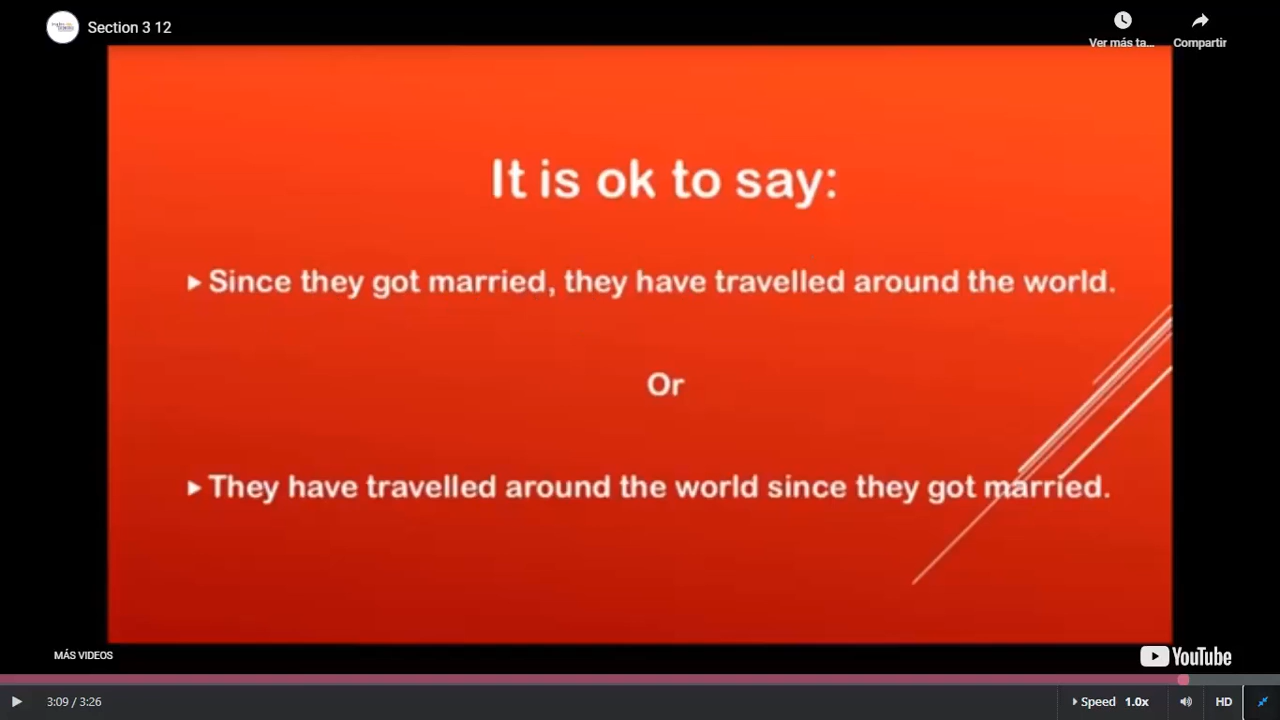 Section 3 12
Ver más ta...
Compartir
It is ok to say:
Since they got married, they have travelled around the world.
Or
They have travelled around the world since they got married.
MÁS VIDEOS
YouTube
3:09 / 3:26
Speed 1.0x
HD